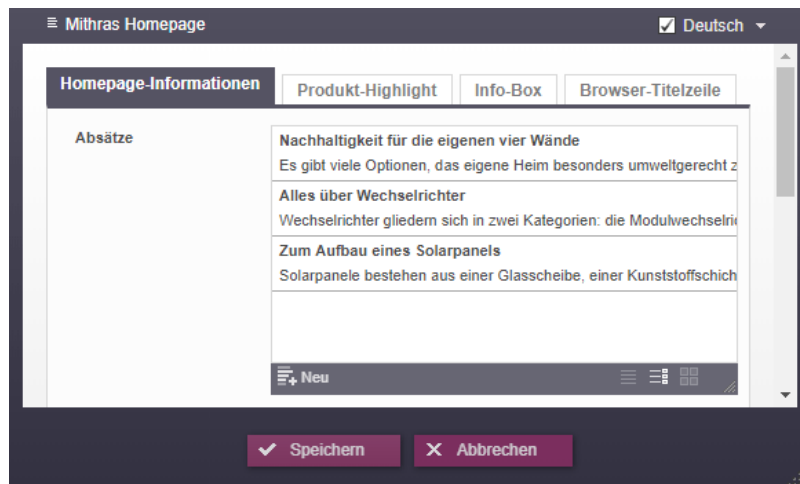 Mithras Homepage
Deutsch
Homepage-Informationen
Produkt-Highlight
Info-Box
Browser-Titelzeile
Absätze
Nachhaltigkeit für die eigenen vier Wände
Es gibt viele Optionen, das eigene Heim besonders umweltgerecht z
Alles über Wechselrichter
Wechselrichter gliedern sich in zwei Kategorien: die Modulwechselric
Zum Aufbau eines Solarpanels
Solarpanele bestehen aus einer Glasscheibe, einer Kunststoffschich
Neu
Speichern
Abbrechen